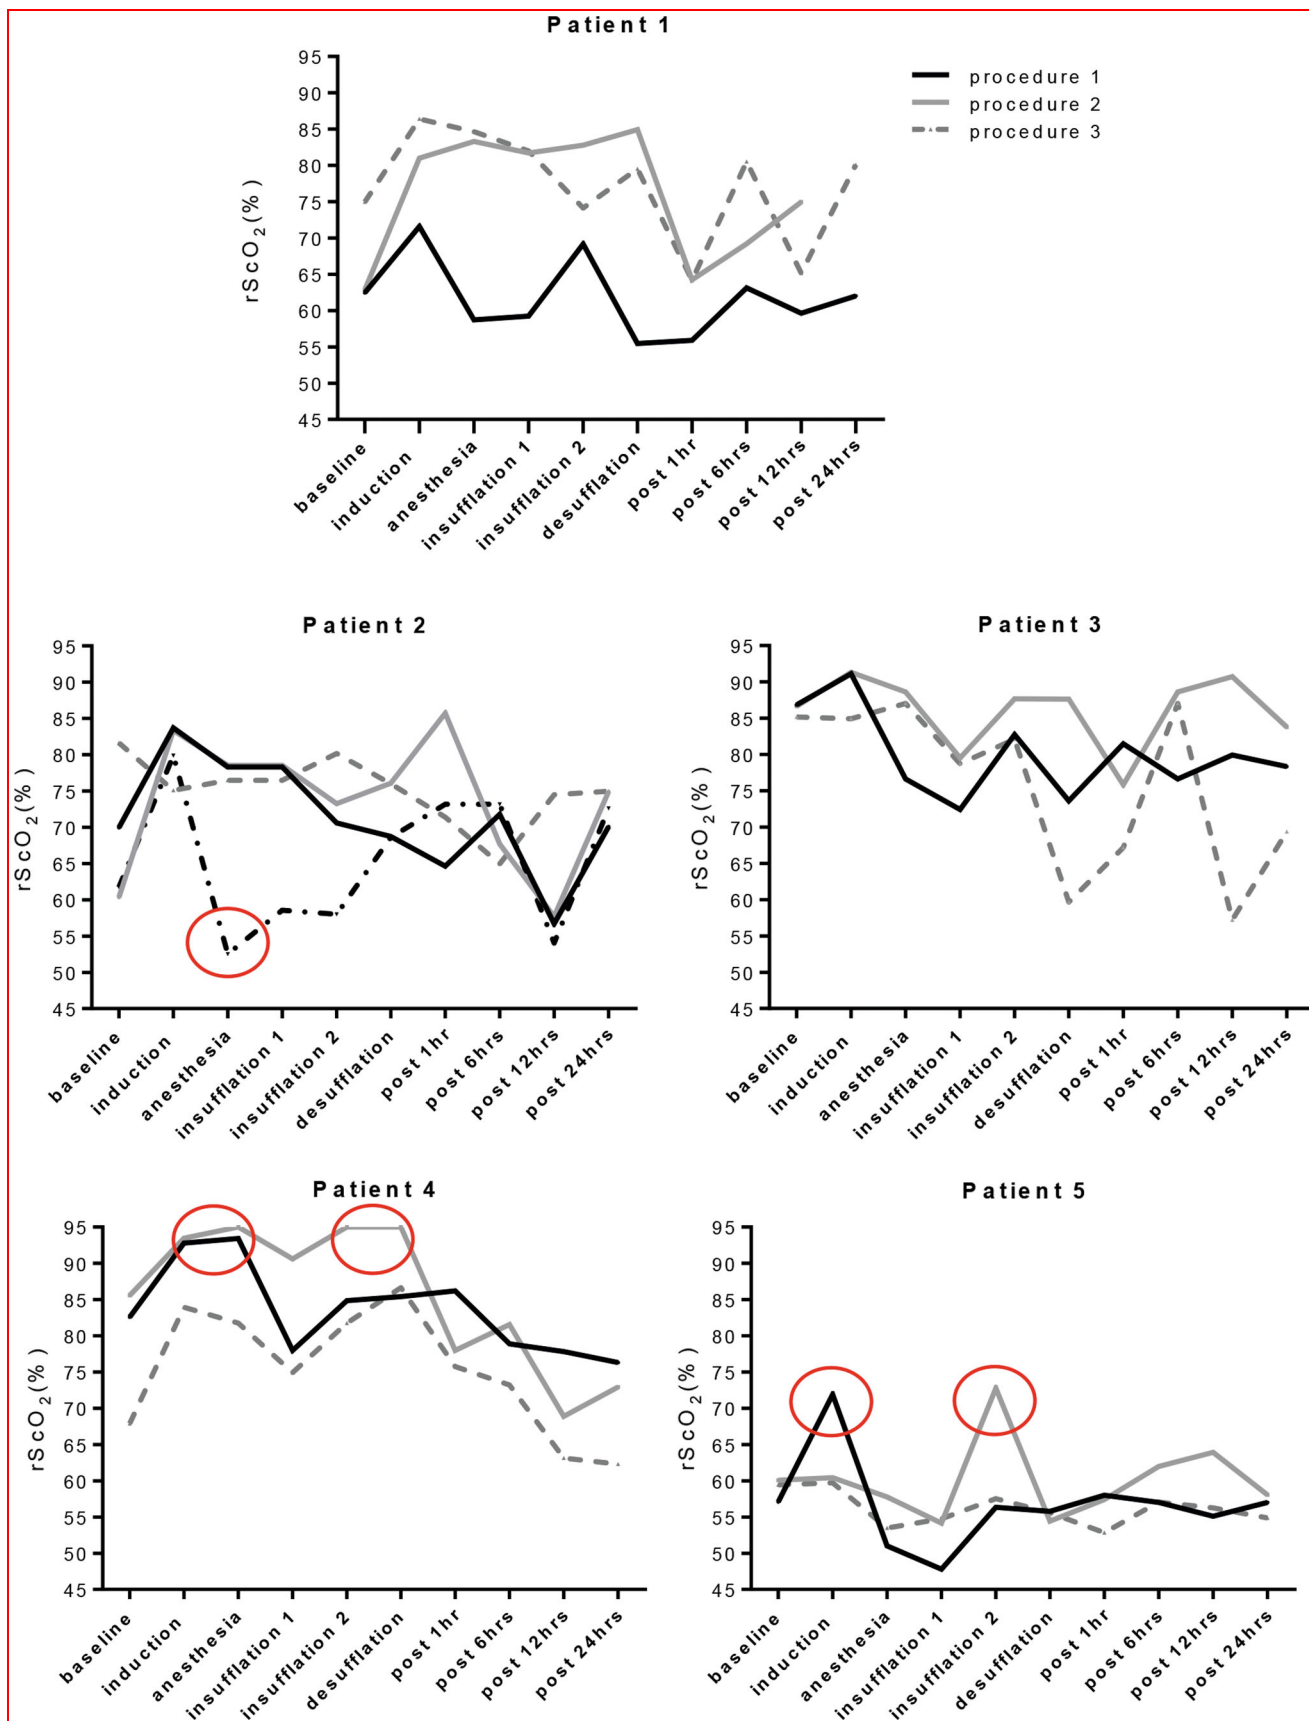 Patient 1
procedure 1
procedure 2
procedure 3
rScO2(%)
95
90
85
80
75
70
65
60
55
50
45
baseline
induction
anesthesia
insufflation 1
insufflation 2
desufflation
post 1hr
post 6hrs
post 12hrs
post 24hrs
Patient 2
rScO2(%)
95
90
85
80
75
70
65
60
55
50
45
baseline
induction
anesthesia
insufflation 1
insufflation 2
desufflation
post 1hr
post 6hrs
post 12hrs
post 24hrs
Patient 3
rScO2(%)
95
90
85
80
75
70
65
60
55
50
45
baseline
induction
anesthesia
insufflation 1
insufflation 2
desufflation
post 1hr
post 6hrs
post 12hrs
post 24hrs
Patient 4
rScO2(%)
95
90
85
80
75
70
65
60
55
50
45
baseline
induction
anesthesia
insufflation 1
insufflation 2
desufflation
post 1hr
post 6hrs
post 12hrs
post 24hrs
Patient 5
rScO2(%)
95
90
85
80
75
70
65
60
55
50
45
baseline
induction
anesthesia
insufflation 1
insufflation 2
desufflation
post 1hr
post 6hrs
post 12hrs
post 24hrs